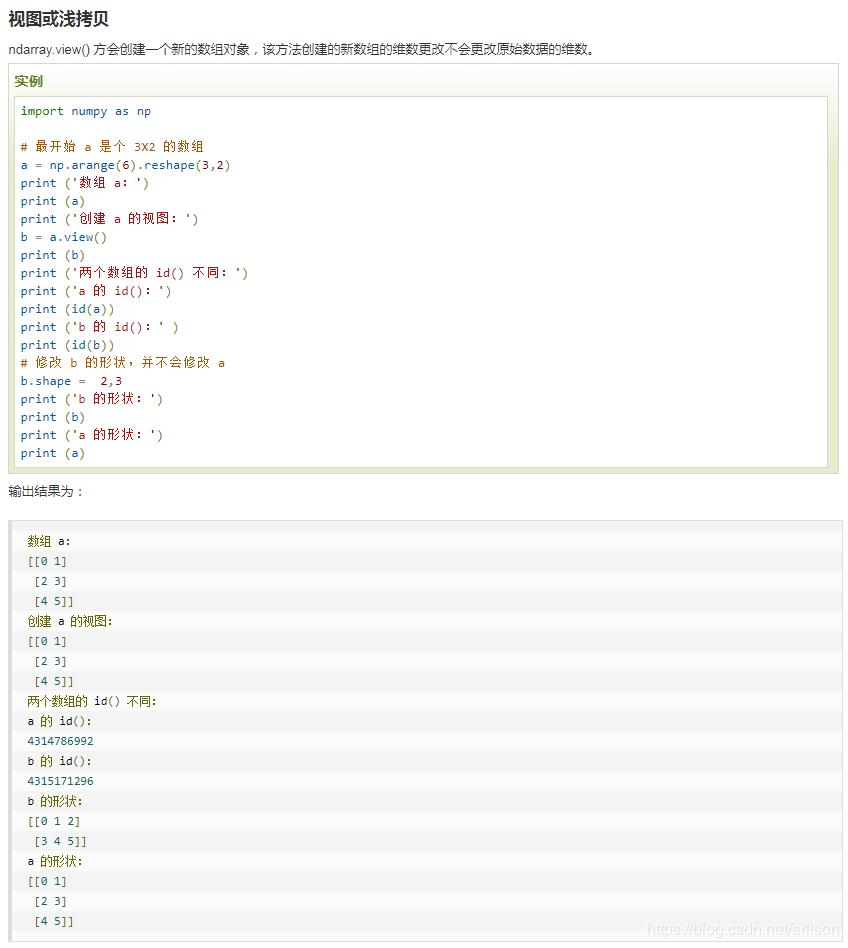 视图或浅拷贝
ndarray.view() 方会创建一个新的数组对象，该方法创建的新数组的维数更改不会更改原始数据的维数。
实例
import numpy as np
# 最开始 a 是个 3X2 的数组
a = np.arange(6).reshape(3,2)
print ('数组 a：')
print (a)
print ('创建 a 的视图：')
b = a.view()
print (b)
print ('两个数组的 id() 不同：')
print ('a 的 id()：')
print (id(a))
print ('b 的 id()：' )
print (id(b))
# 修改 b 的形状，并不会修改 a
b.shape =  2,3
print ('b 的形状：')
print (b)
print ('a 的形状：')
print (a)
输出结果为：
数组 a：
[[0 1]
 [2 3]
 [4 5]]
创建 a 的视图：
[[0 1]
 [2 3]
 [4 5]]
两个数组的 id() 不同：
a 的 id()：
4314786992
b 的 id()：
4315171296
b 的形状：
[[0 1 2]
 [3 4 5]]
a 的形状：
[[0 1]
 [2 3]
 [4 5]]
https://blog.csdn.net/arlison